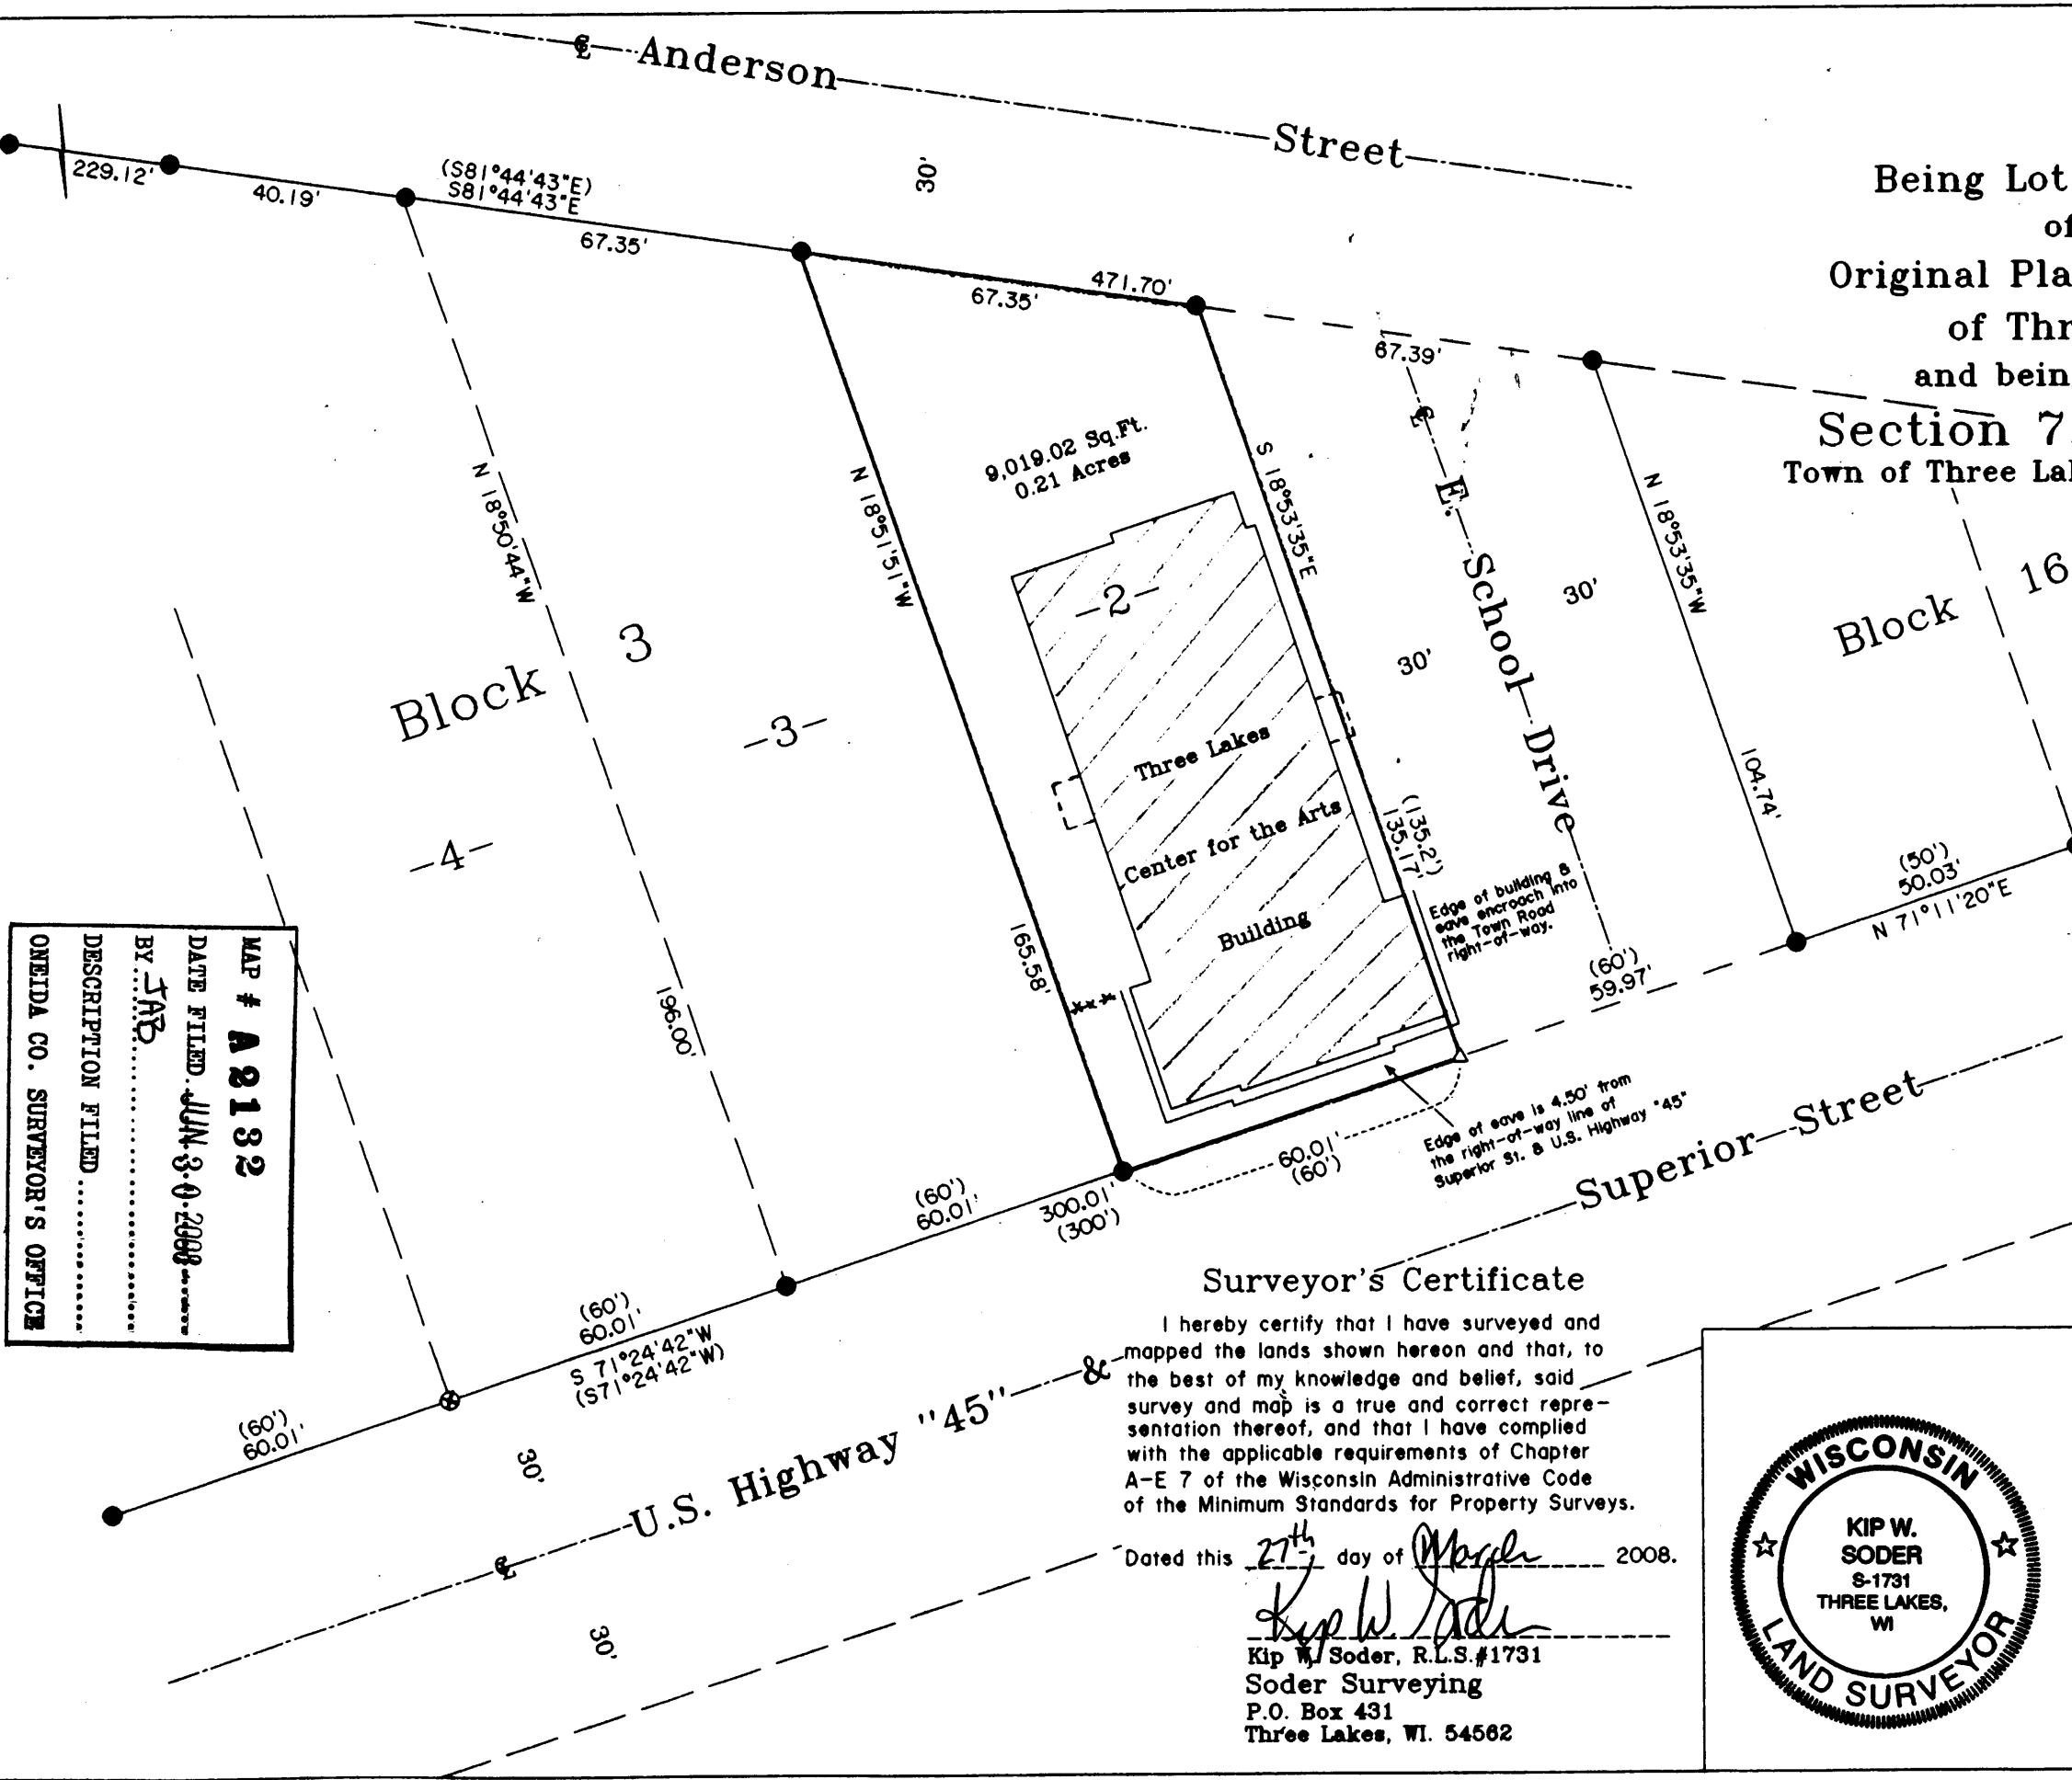 ℄ Anderson Street
229.12'
40.19'
(S81°44'43"E)
S81°44'43"E
67.35'
30'
67.35'
471.70'
67.39'
Being Lot
of
Original Pla
of Thr
and bein
Section 7
Town of Three La
9,019.02 Sq.Ft.
0.21 Acres
N 18°50'44"W
196.00'
N 18°51'51"W
165.58'
S 18°53'35"E
(135.2')
135.17'
℄ E. School Drive
30'
30'
N 18°53'35"W
104.74'
Block 3
Block 16
-2-
-3-
-4-
Three Lakes
Center for the Arts
Building
Edge of building &
eave encroach into
the Town Road
right-of-way.
(50')
50.03'
N 71°11'20"E
(60')
59.97'
Edge of eave is 4.50' from
the right-of-way line of
Superior St. & U.S. Highway "45"
60.01'
(60')
300.01'
(300')
(60')
60.01'
(60')
60.01'
S 71°24'42"W
(S71°24'42"W)
(60')
60.01'
30'
℄
30'
U.S. Highway "45" & Superior Street
MAP # A2132
DATE FILED JUN 30 2008
BY JAB
DESCRIPTION FILED
ONEIDA CO. SURVEYOR'S OFFICE
Surveyor's Certificate
I hereby certify that I have surveyed and
mapped the lands shown hereon and that, to
the best of my knowledge and belief, said
survey and map is a true and correct repre-
sentation thereof, and that I have complied
with the applicable requirements of Chapter
A-E 7 of the Wisconsin Administrative Code
of the Minimum Standards for Property Surveys.
Dated this 27th day of March 2008.
Kip W. Soder
Kip W. Soder, R.L.S.#1731
Soder Surveying
P.O. Box 431
Three Lakes, WI. 54562
WISCONSIN
KIP W.
SODER
S-1731
THREE LAKES,
WI
LAND SURVEYOR